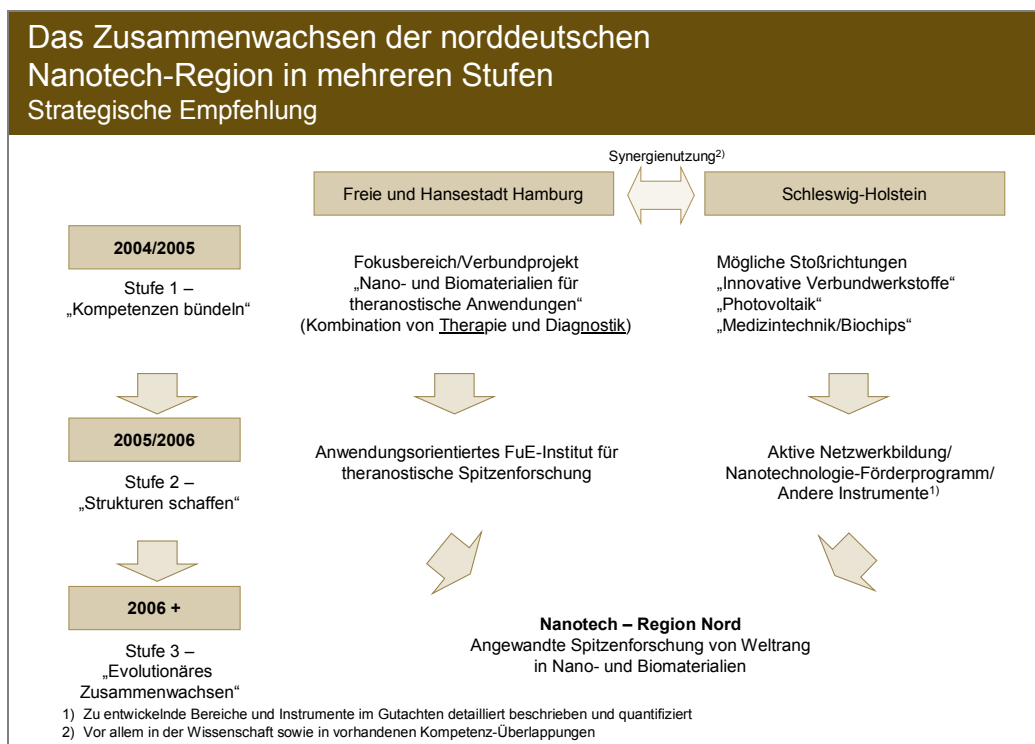 Das Zusammenwachsen der norddeutschen
Nanotech-Region in mehreren Stufen
Strategische Empfehlung
Synergienutzung2)
Freie und Hansestadt Hamburg
Schleswig-Holstein
2004/2005
Stufe 1 –
„Kompetenzen bündeln“
Fokusbereich/Verbundprojekt
„Nano- und Biomaterialien für
theranostische Anwendungen“
(Kombination von Therapie und Diagnostik)
Mögliche Stoßrichtungen
„Innovative Verbundwerkstoffe“
„Photovoltaik“
„Medizintechnik/Biochips“
2005/2006
Stufe 2 –
„Strukturen schaffen“
Anwendungsorientiertes FuE-Institut für
theranostische Spitzenforschung
Aktive Netzwerkbildung/
Nanotechnologie-Förderprogramm/
Andere Instrumente1)
2006 +
Stufe 3 –
„Evolutionäres
Zusammenwachsen“
Nanotech – Region Nord
Angewandte Spitzenforschung von Weltrang
in Nano- und Biomaterialien
1) Zu entwickelnde Bereiche und Instrumente im Gutachten detailliert beschrieben und quantifiziert
2) Vor allem in der Wissenschaft sowie in vorhandenen Kompetenz-Überlappungen